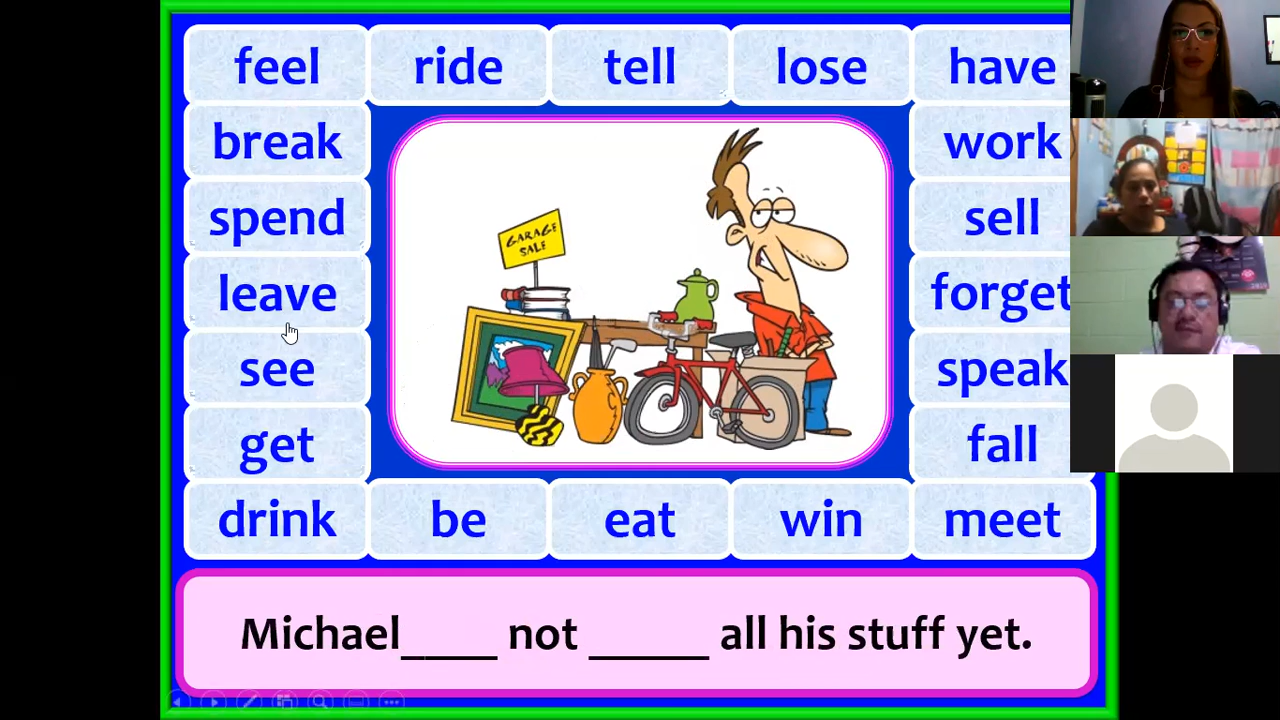 feel ride tell lose have
break work
spend sell
GARAGE
SALE
leave forget
see speak
get fall
drink be eat win meet
Michael____ not _____ all his stuff yet.